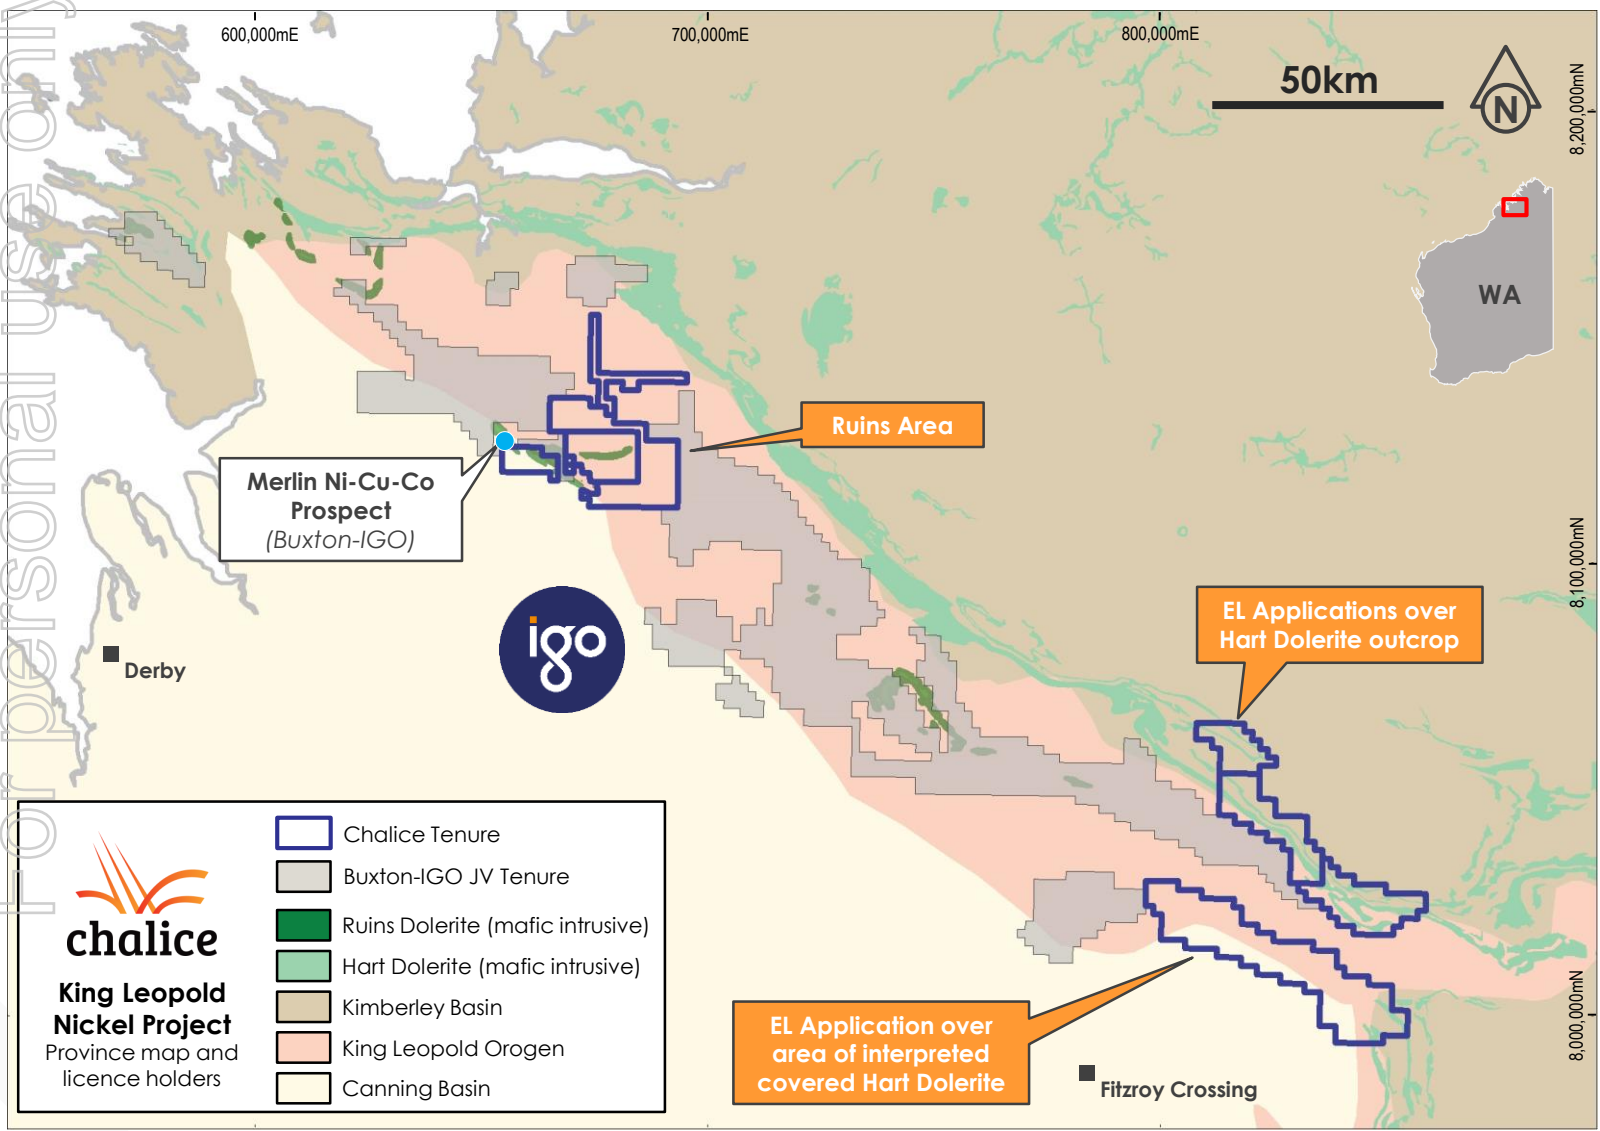 For personal use only
600,000mE
700,000mE
800,000mE
50km
N
8,200,000mN
WA
Ruins Area
Merlin Ni-Cu-Co
Prospect
(Buxton-IGO)
8,100,000mN
EL Applications over
Hart Dolerite outcrop
igo
Derby
Chalice Tenure
Buxton-IGO JV Tenure
Ruins Dolerite (mafic intrusive)
Hart Dolerite (mafic intrusive)
Kimberley Basin
King Leopold Orogen
Canning Basin
chalice
King Leopold
Nickel Project
Province map and
licence holders
EL Application over
area of interpreted
covered Hart Dolerite
8,000,000mN
Fitzroy Crossing